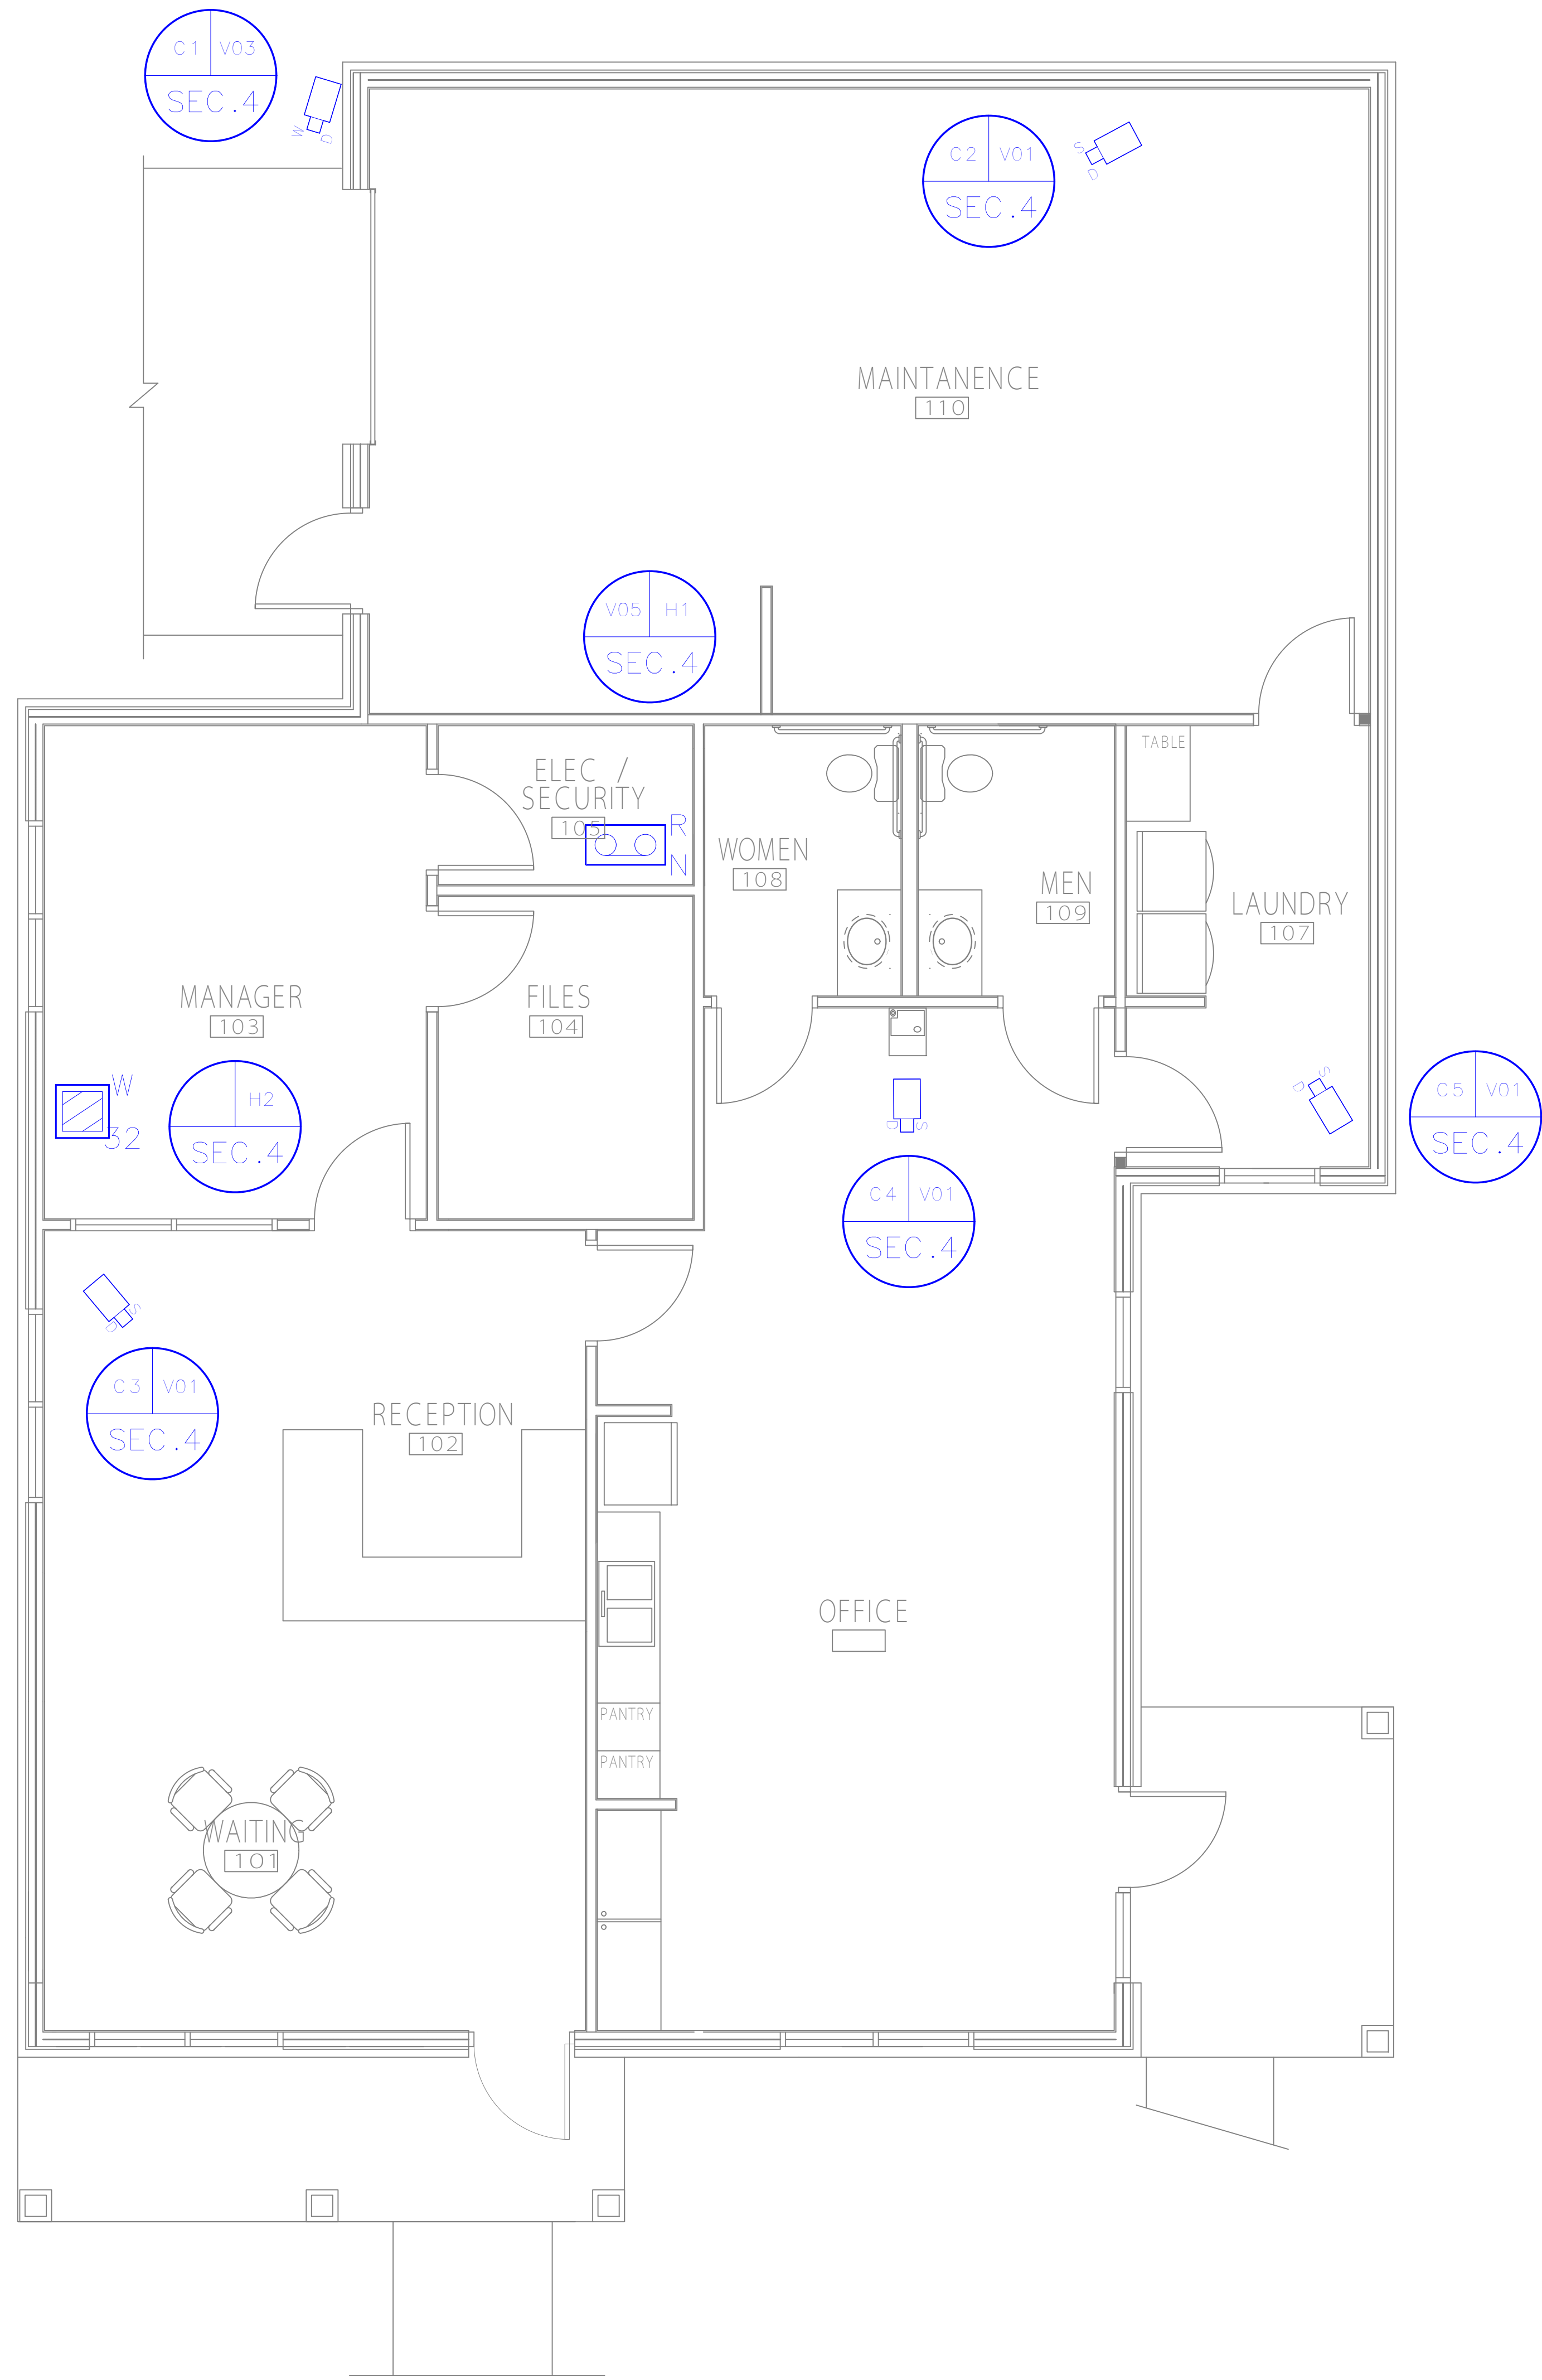 C1 V03
SEC.4
W
D
C2 V01
SEC.4
S
D
MAINTANENCE
110
V05 H1
SEC.4
TABLE
ELEC /
SECURITY
105
R
N
WOMEN
108
MEN
109
LAUNDRY
107
MANAGER
103
FILES
104
W
32
H2
SEC.4
D
S
D
S
C5 V01
SEC.4
C4 V01
SEC.4
S
D
C3 V01
SEC.4
RECEPTION
102
OFFICE
PANTRY
PANTRY
WAITING
101